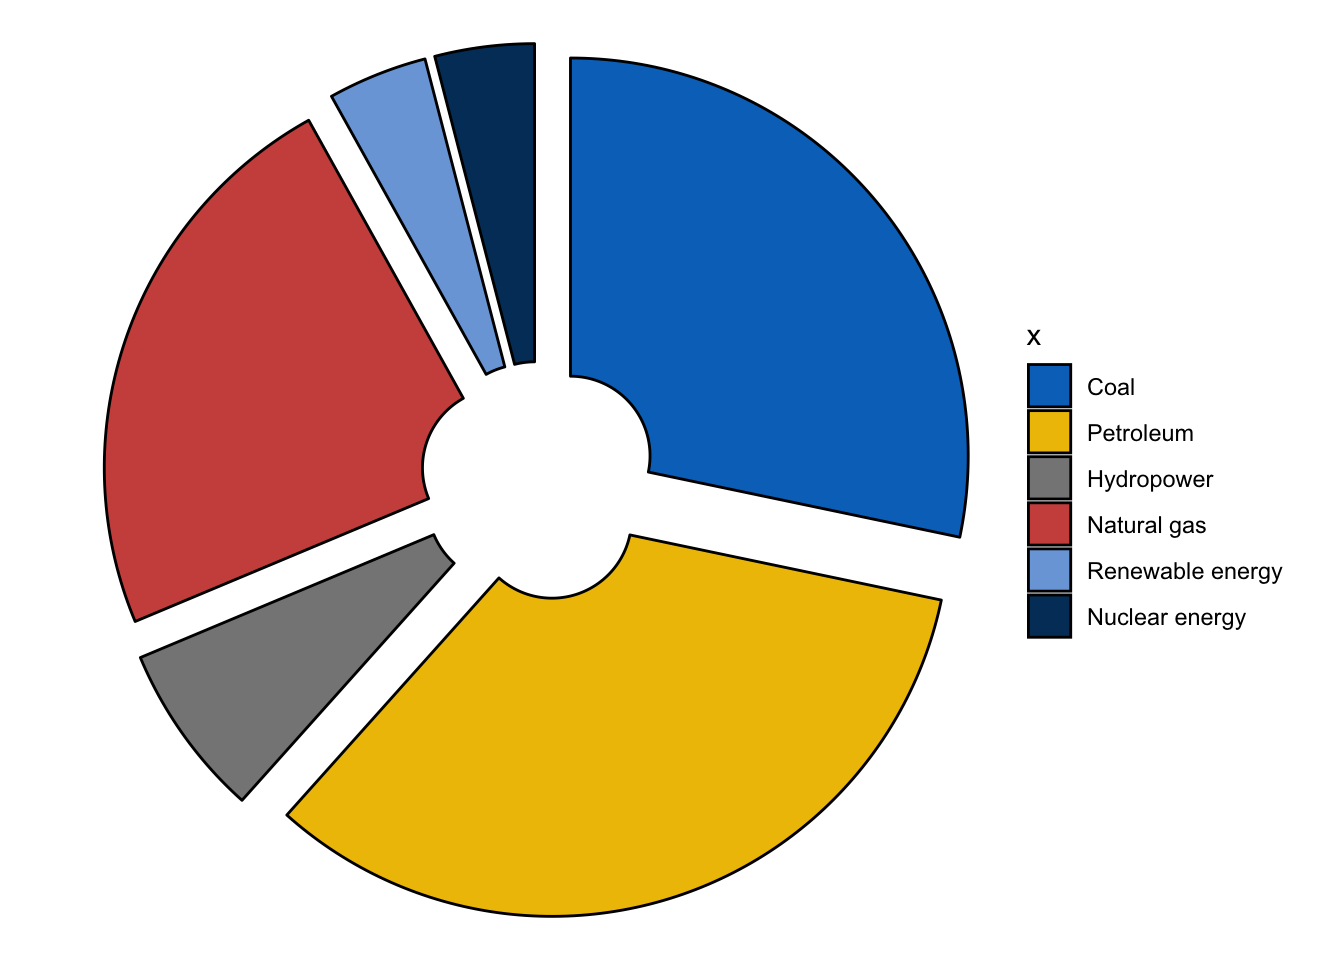 x
Coal
Petroleum
Hydropower
Natural gas
Renewable energy
Nuclear energy